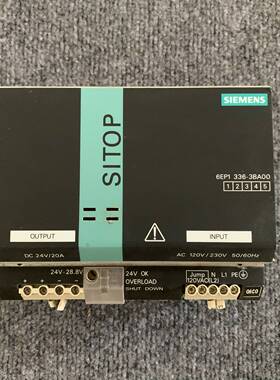 SIEMENS
6EP1 336-3BA00
1 2 3 4 5
SITOP
OUTPUT
INPUT
DC 24V/20A
AC 120V/230V 50/60Hz
24V-28.8V
24V OK
OVERLOAD
SHUT DOWN
Jump N L1 PE
120VAC(L2)